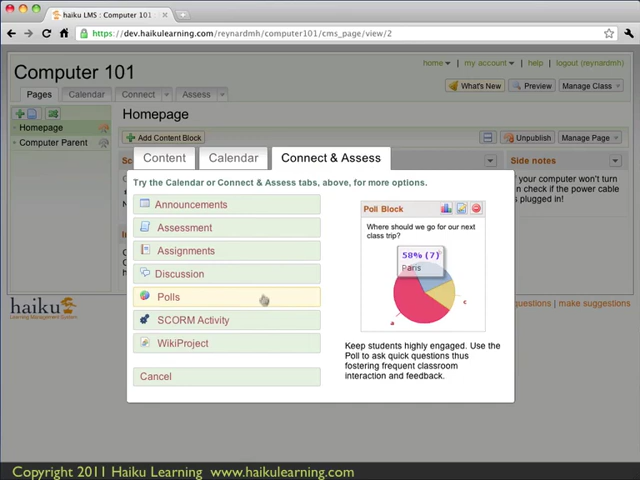 haiku LMS : Computer 101
https://dev.haikulearning.com/reynardmh/computer101/cms_page/view/2
Computer 101
home my account help logout (reynardmh)
What's New Preview Manage Class
Pages Calendar Connect Assess
Homepage
Homepage
Computer Parent
Add Content Block
Unpublish Manage Page
Content Calendar Connect & Assess
Side notes
Try the Calendar or Connect & Assess tabs, above, for more options.
your computer won't turn
check if the power cable
plugged in!
Announcements
Assessment
Assignments
Discussion
Polls
SCORM Activity
WikiProject
Cancel
Poll Block
Where should we go for our next
class trip?
58% (7)
Paris
a
c
Keep students highly engaged. Use the
Poll to ask quick questions thus
fostering frequent classroom
interaction and feedback.
haiku
Learning Management System
questions make suggestions
Copyright 2011 Haiku Learning www.haikulearning.com